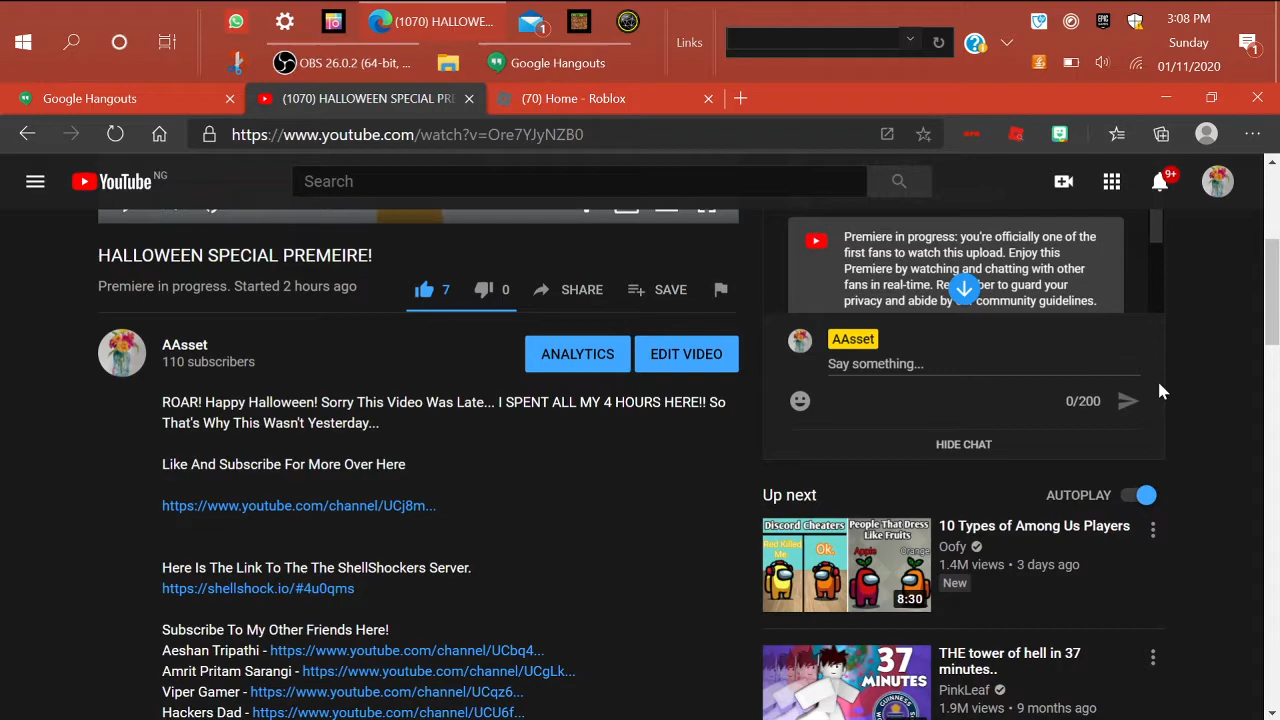 (1070) HALLOWE...
1
Links
3:08 PM
Sunday
01/11/2020
1
OBS 26.0.2 (64-bit, ...
Google Hangouts
Google Hangouts
(1070) HALLOWEEN SPECIAL PRE
(70) Home - Roblox
https://www.youtube.com/watch?v=Ore7YJyNZB0
YouTube NG
Search
9+
HALLOWEEN SPECIAL PREMEIRE!
Premiere in progress. Started 2 hours ago
7
0
SHARE
SAVE
AAsset
110 subscribers
ANALYTICS
EDIT VIDEO
ROAR! Happy Halloween! Sorry This Video Was Late... I SPENT ALL MY 4 HOURS HERE!! So
That's Why This Wasn't Yesterday...
Like And Subscribe For More Over Here
https://www.youtube.com/channel/UCj8m...
Here Is The Link To The The ShellShockers Server.
https://shellshock.io/#4u0qms
Subscribe To My Other Friends Here!
Aeshan Tripathi - https://www.youtube.com/channel/UCbq4...
Amrit Pritam Sarangi - https://www.youtube.com/channel/UCgLk...
Viper Gamer - https://www.youtube.com/channel/UCqz6...
Hackers Dad - https://www.youtube.com/channel/UCU6f...
Premiere in progress: you're officially one of the
first fans to watch this upload. Enjoy this
Premiere by watching and chatting with other
fans in real-time. to guard your
privacy and abide by community guidelines.
AAsset
Say something...
0/200
HIDE CHAT
Up next
AUTOPLAY
Discord Cheaters
People That Dress
Like Fruits
Red Killed
Me
Ok.
Apple
Orange
8:30
10 Types of Among Us Players
Oofy
1.4M views • 3 days ago
New
37
MINUTES
THE tower of hell in 37
minutes..
PinkLeaf
1.9M views • 9 months ago